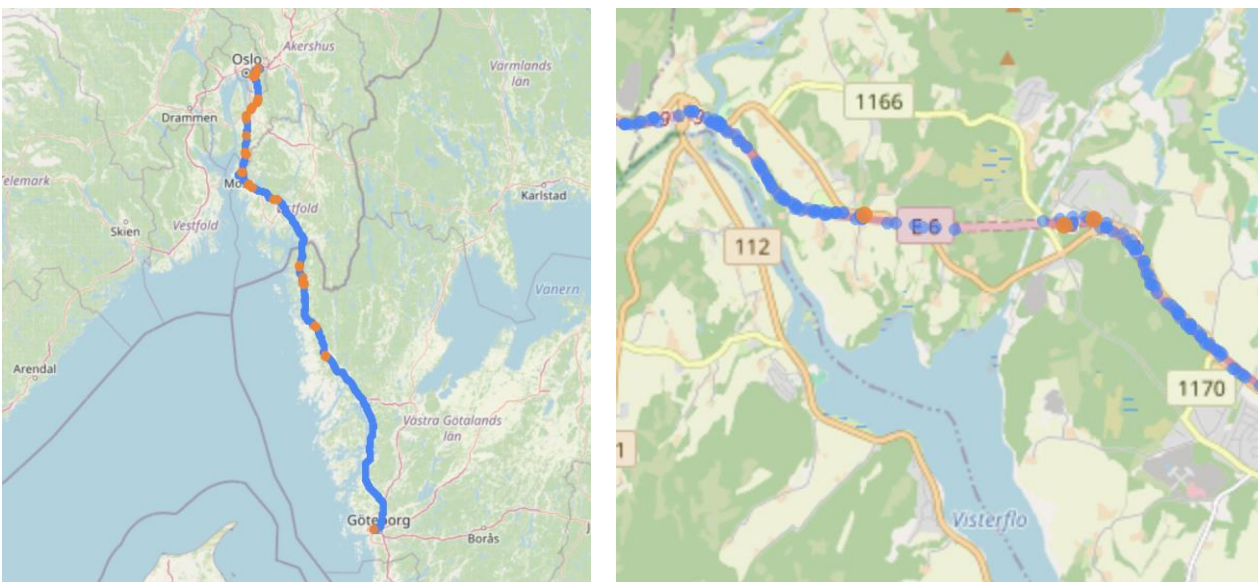 Oslo
Akershus
Värmlands
län
Drammen
Telemark
Karlstad
Skien
Vestfold
Vänern
Arendal
Västra Götalands
län
Göteborg
Borås
1166
E 6
112
1170
1
Visterflo